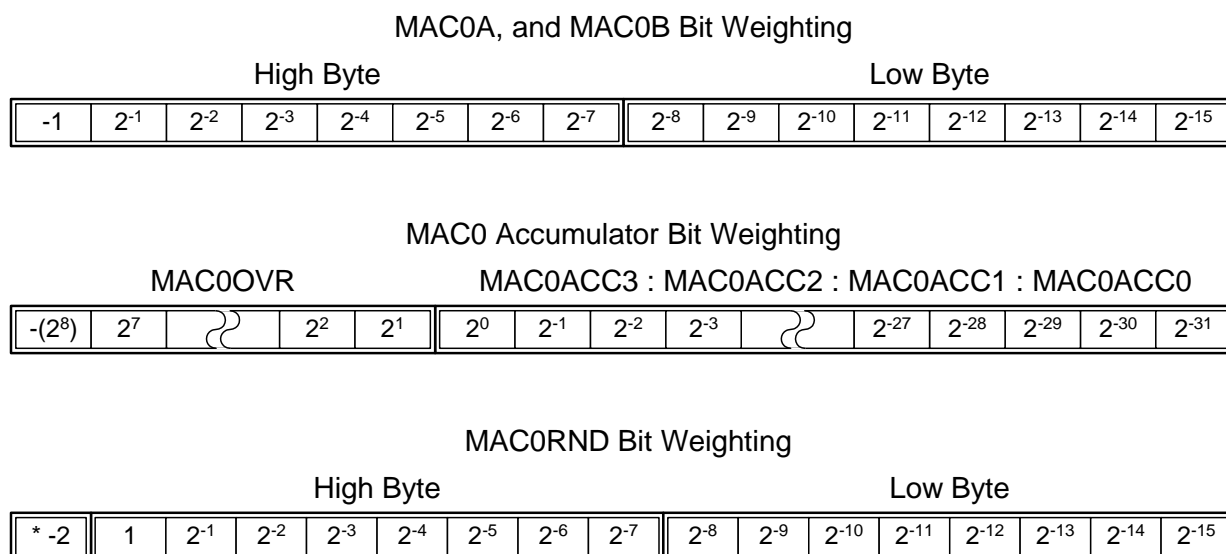 MAC0A, and MAC0B Bit Weighting
High Byte Low Byte
-1 2⁻¹ 2⁻² 2⁻³ 2⁻⁴ 2⁻⁵ 2⁻⁶ 2⁻⁷ 2⁻⁸ 2⁻⁹ 2⁻¹⁰ 2⁻¹¹ 2⁻¹² 2⁻¹³ 2⁻¹⁴ 2⁻¹⁵
MAC0 Accumulator Bit Weighting
MAC0OVR MAC0ACC3 : MAC0ACC2 : MAC0ACC1 : MAC0ACC0
-(2⁸) 2⁷ 2² 2¹ 2⁰ 2⁻¹ 2⁻² 2⁻³ 2⁻²⁷ 2⁻²⁸ 2⁻²⁹ 2⁻³⁰ 2⁻³¹
MAC0RND Bit Weighting
High Byte Low Byte
* -2 1 2⁻¹ 2⁻² 2⁻³ 2⁻⁴ 2⁻⁵ 2⁻⁶ 2⁻⁷ 2⁻⁸ 2⁻⁹ 2⁻¹⁰ 2⁻¹¹ 2⁻¹² 2⁻¹³ 2⁻¹⁴ 2⁻¹⁵